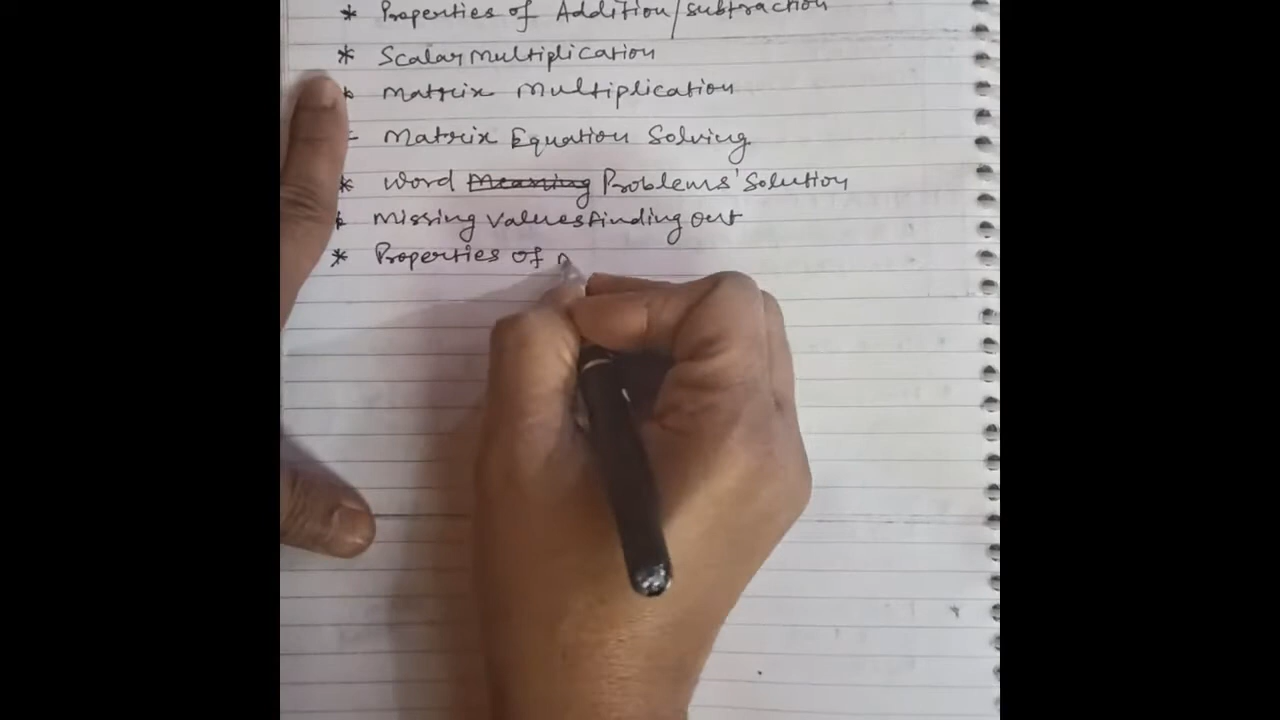 * Properties of Addition/subtraction
* Scalar multiplication
* Matrix Multiplication
- Matrix Equation Solving
* Word Meaning Problems' Solution
* Missing values finding out
* Properties of